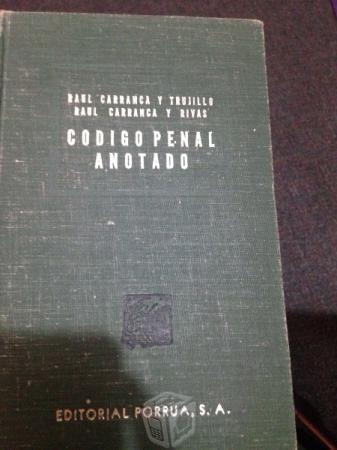 RAUL CARRANCA Y TRUJILLO
RAUL CARRANCA Y RIVAS
CODIGO PENAL
ANOTADO
EDITORIAL PORRUA, S. A.